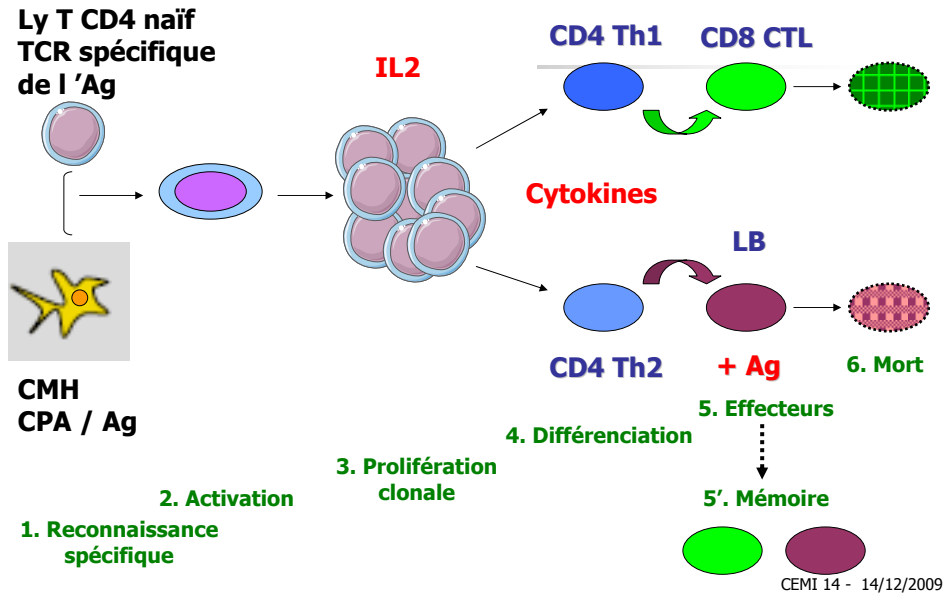 Ly T CD4 naïf
TCR spécifique
de l ’Ag
IL2
CD4 Th1
CD8 CTL
Cytokines
LB
CD4 Th2
+ Ag
6. Mort
CMH
CPA / Ag
5. Effecteurs
4. Différenciation
3. Prolifération
clonale
2. Activation
5’. Mémoire
1. Reconnaissance
spécifique
CEMI 14 - 14/12/2009